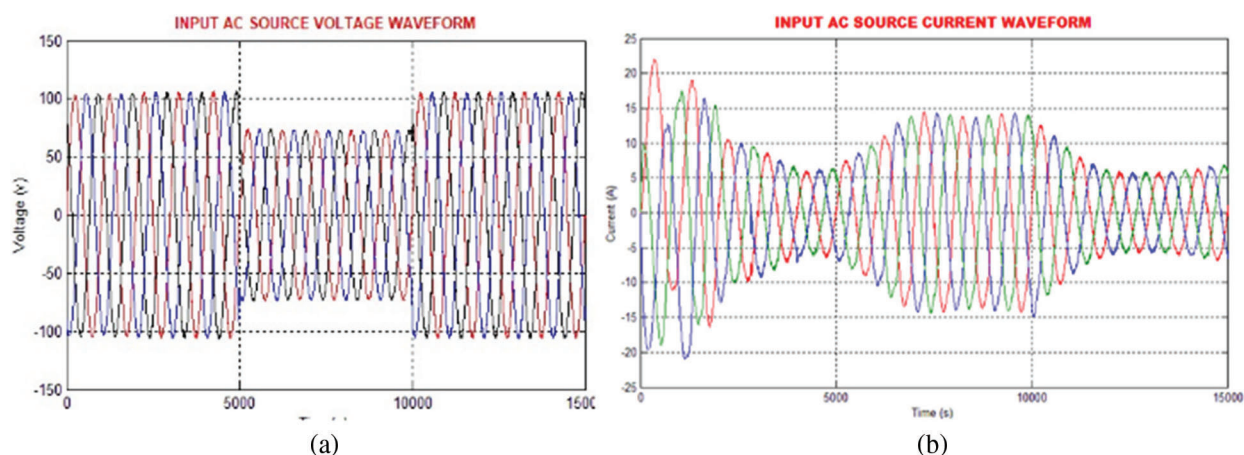 INPUT AC SOURCE VOLTAGE WAVEFORM
150
100
50
0
-50
-100
-150
Voltage (v)
0 5000 10000 1500
(a)
INPUT AC SOURCE CURRENT WAVEFORM
25
20
15
10
5
0
-5
-10
-15
-20
-25
Current (A)
0 5000 10000 15000
Time (s)
(b)